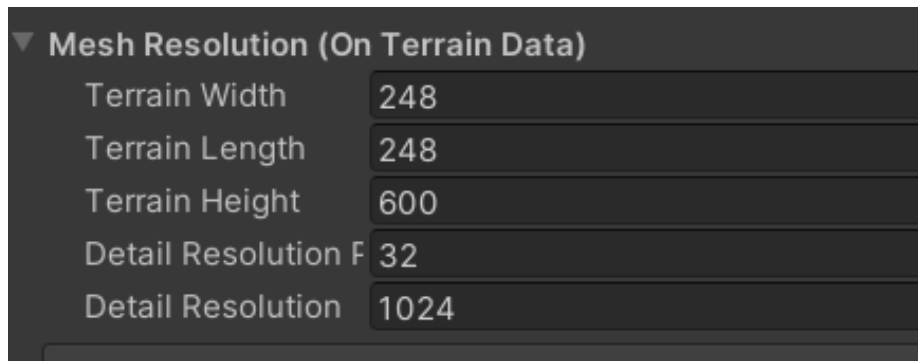 Mesh Resolution (On Terrain Data)
Terrain Width 248
Terrain Length 248
Terrain Height 600
Detail Resolution P 32
Detail Resolution 1024